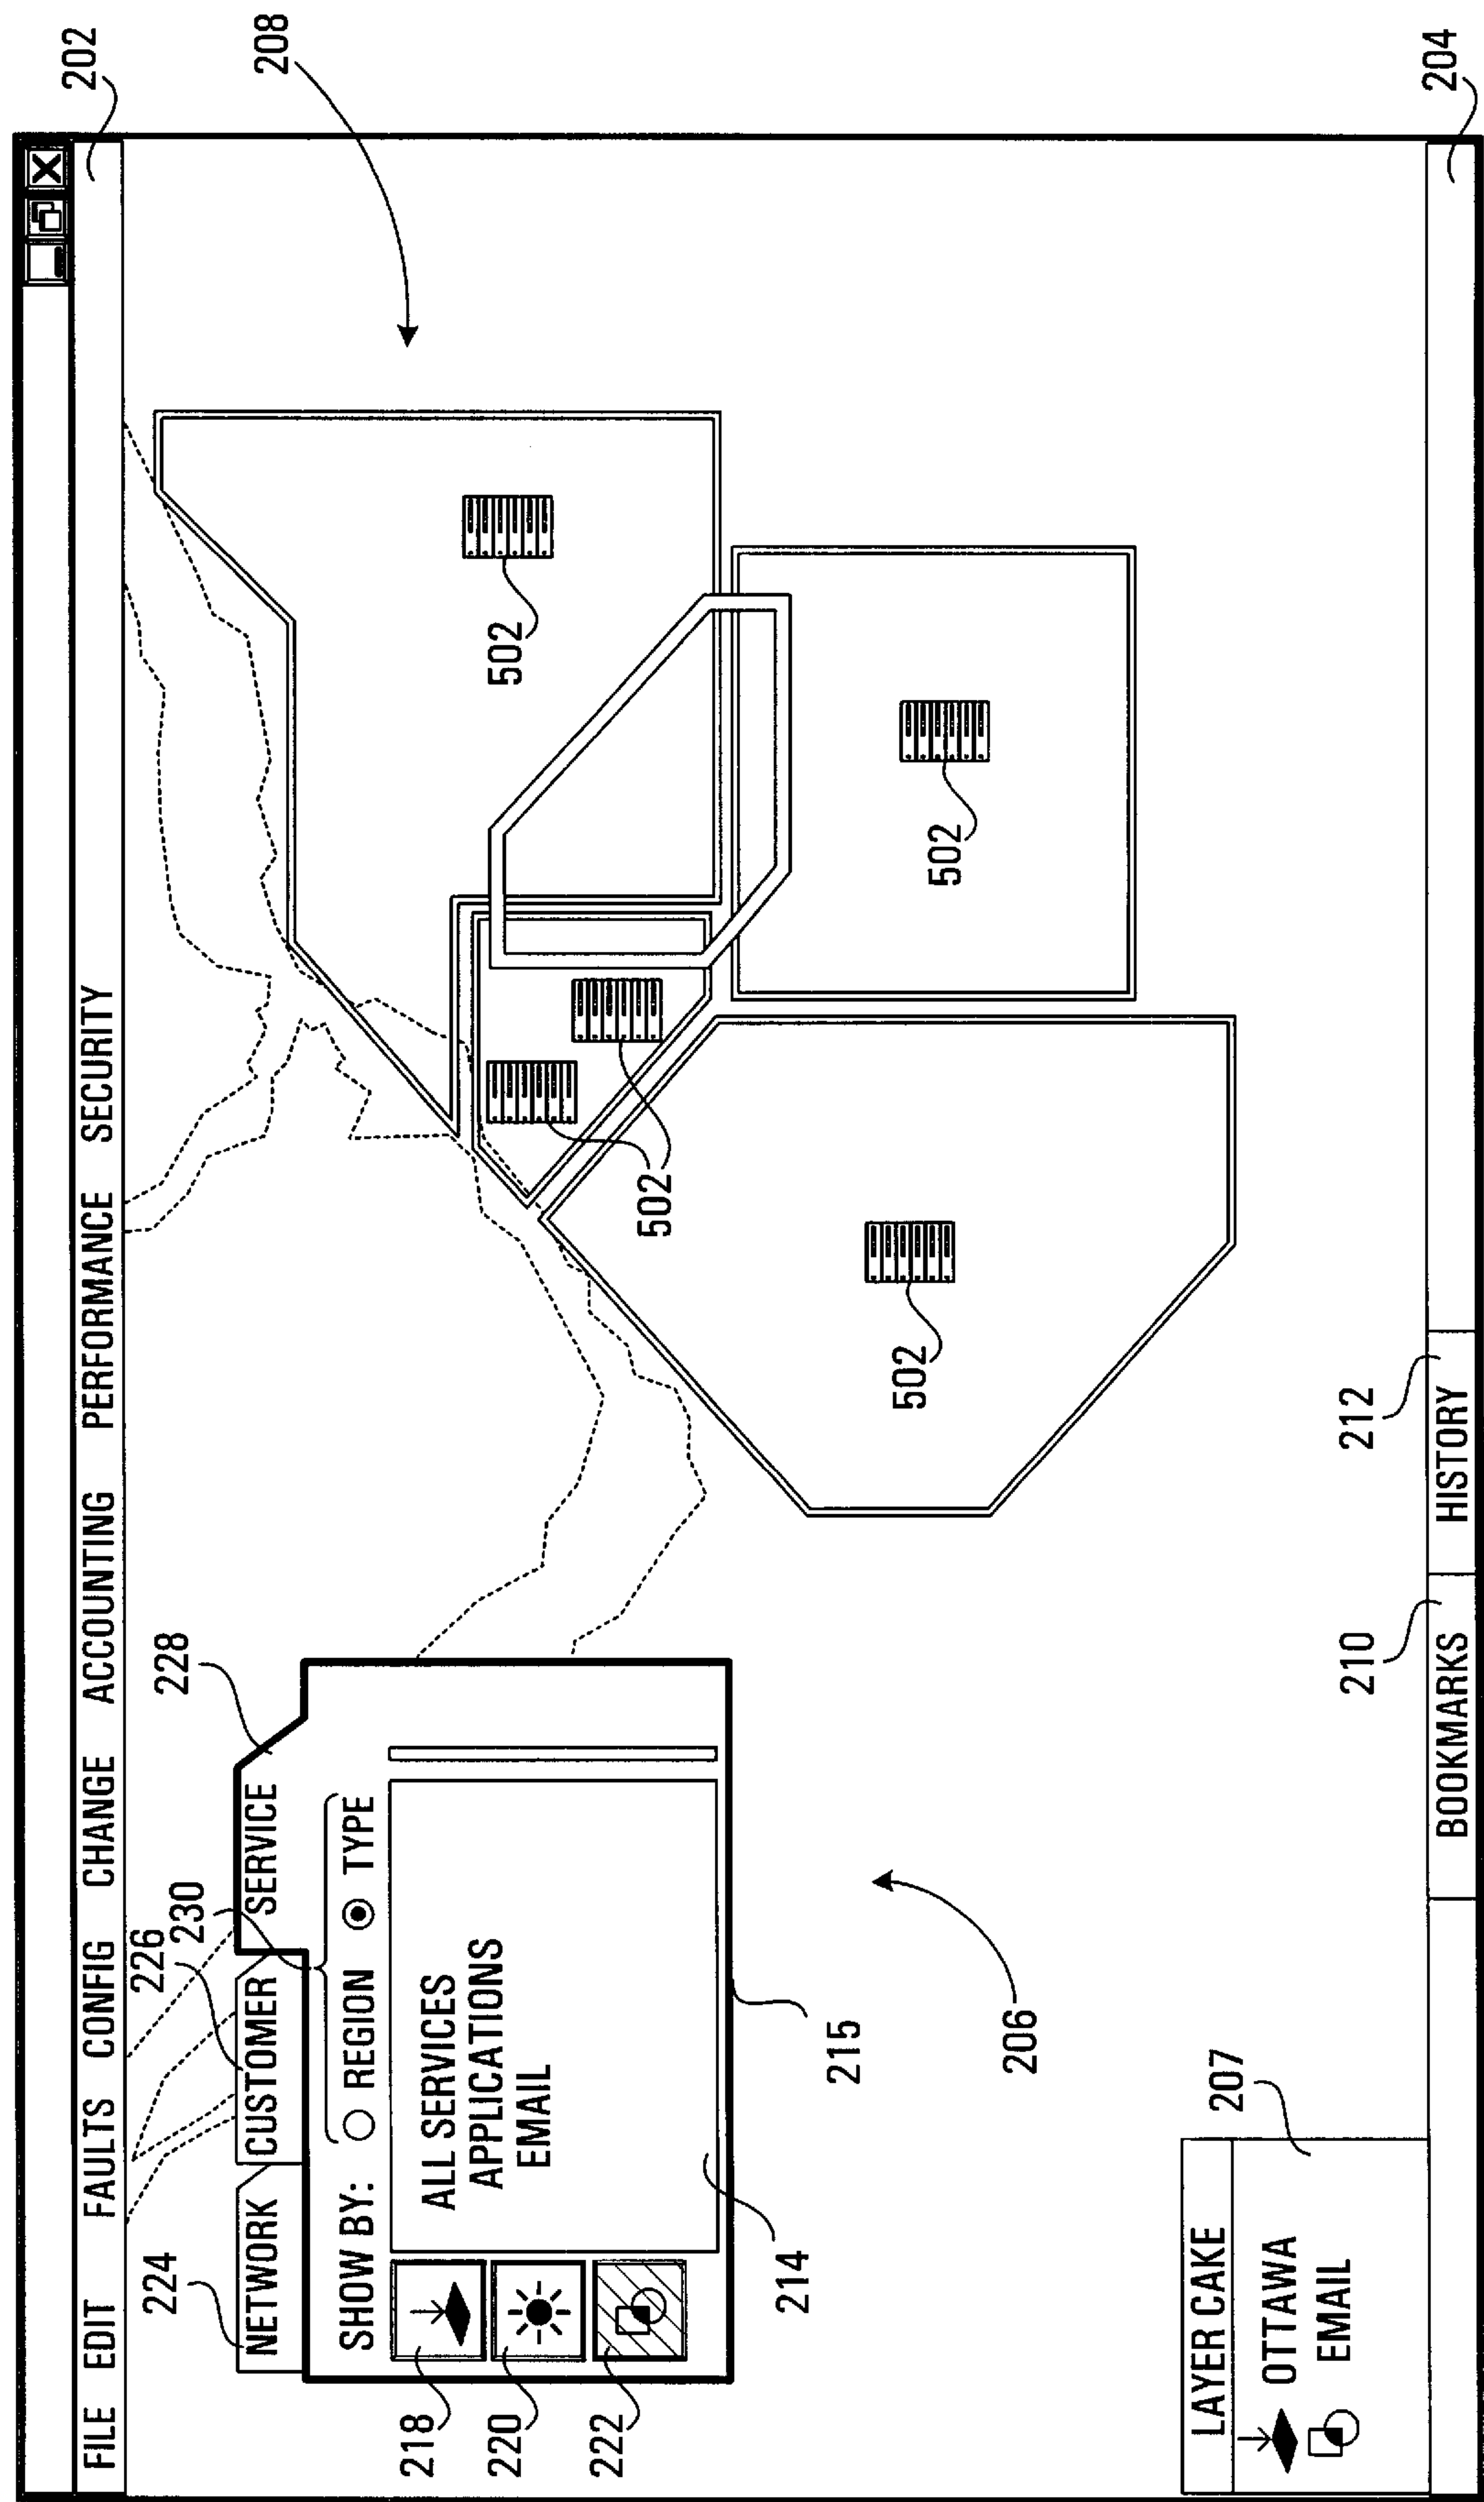 202
208
FILE EDIT FAULTS CONFIG CHANGE ACCOUNTING PERFORMANCE SECURITY
224
226
230
228
NETWORK CUSTOMER SERVICE
SHOW BY: REGION TYPE
218
220
222
ALL SERVICES
APPLICATIONS
EMAIL
214
215
206
502
502
502
502
207
LAYER CAKE
OTTAWA
EMAIL
210
212
BOOKMARKS HISTORY
204